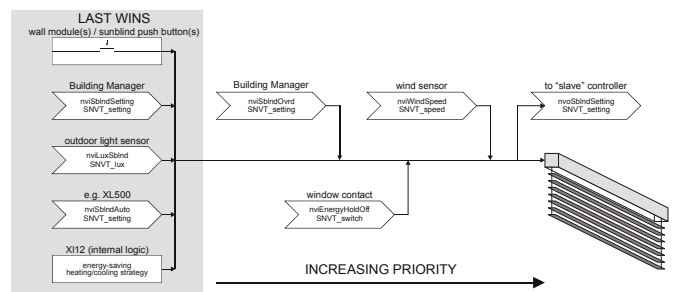 LAST WINS
wall module(s) / sunblind push button(s)
Building Manager
nviSblndSetting
SNVT_setting
outdoor light sensor
nviLuxSblnd
SNVT_lux
e.g. XL500
nviSblndAuto
SNVT_setting
Xl12 (internal logic)
energy-saving
heating/cooling strategy
Building Manager
nviSblndOvrd
SNVT_setting
window contact
nviEnergyHoldOff
SNVT_switch
wind sensor
nviWindSpeed
SNVT_speed
to “slave” controller
nvoSblndSetting
SNVT_setting
INCREASING PRIORITY